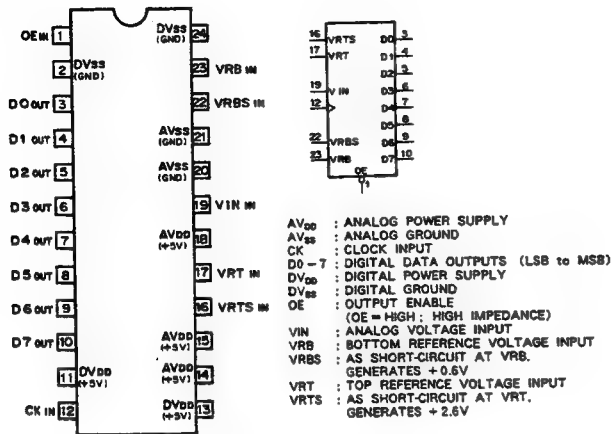 OE IN 1
2 DVSS (GND)
D0 OUT 3
D1 OUT 4
D2 OUT 5
D3 OUT 6
D4 OUT 7
D5 OUT 8
D6 OUT 9
D7 OUT 10
11 DVDD (+5V)
CK IN 12
DVSS (GND) 24
23 VRB IN
22 VRBS IN
AVSS (GND) 21
AVSS (GND) 20
19 VIN IN
AVDD (+5V) 18
17 VRT IN
16 VRTS IN
AVDD (+5V) 15
AVDD (+5V) 14
DVDD (+5V) 13
16 VRTS D0 3
17 VRT D1 4
D2 5
19 V IN D3 6
12 D4 7
D5 8
22 VRBS D6 9
23 VRB D7 10
OE
1
AVDD : ANALOG POWER SUPPLY
AVSS : ANALOG GROUND
CK : CLOCK INPUT
D0-7 : DIGITAL DATA OUTPUTS (LSB to MSB)
DVDD : DIGITAL POWER SUPPLY
DVSS : DIGITAL GROUND
OE : OUTPUT ENABLE
(OE = HIGH ; HIGH IMPEDANCE)
VIN : ANALOG VOLTAGE INPUT
VRB : BOTTOM REFERENCE VOLTAGE INPUT
VRBS : AS SHORT-CIRCUIT AT VRB,
GENERATES +0.6V
VRT : TOP REFERENCE VOLTAGE INPUT
VRTS : AS SHORT-CIRCUIT AT VRT,
GENERATES +2.6V